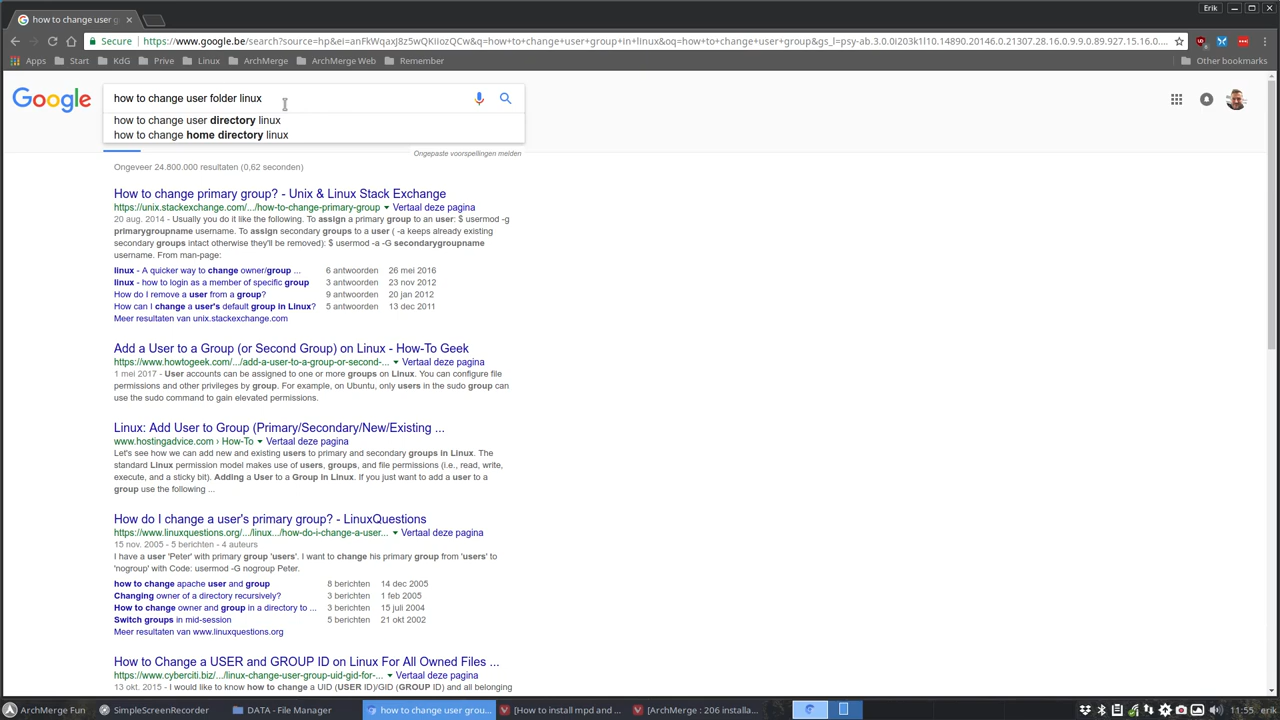 how to change user g
Erik
Secure
https://www.google.be/search?source=hp&ei=anFkWqaxJ8z5wQKiiozQCw&q=how+to+change+user+group+in+linux&oq=how+to+change+user+group&gs_l=psy-ab.3.0.0i203k1l10.14890.20146.0.21307.28.16.0.9.9.0.89.927.15.16.0....
Apps
Start
KdG
Prive
Linux
ArchMerge
ArchMerge Web
Remember
Other bookmarks
Google
how to change user folder linux
how to change user directory linux
how to change home directory linux
Ongepaste voorspellingen melden
Ongeveer 24.800.000 resultaten (0,62 seconden)
How to change primary group? - Unix & Linux Stack Exchange
https://unix.stackexchange.com/.../how-to-change-primary-group ▾ Vertaal deze pagina
20 aug. 2014 - Usually you do it like the following. To assign a primary group to an user: $ usermod -g
primarygroupname username. To assign secondary groups to a user ( -a keeps already existing
secondary groups intact otherwise they'll be removed): $ usermod -a -G secondarygroupname
username. From man-page:
linux - A quicker way to change owner/group ... 6 antwoorden 26 mei 2016
linux - how to login as a member of specific group 3 antwoorden 23 nov 2012
How do I remove a user from a group? 9 antwoorden 20 jan 2012
How can I change a user's default group in Linux? 5 antwoorden 13 dec 2011
Meer resultaten van unix.stackexchange.com
Add a User to a Group (or Second Group) on Linux - How-To Geek
https://www.howtogeek.com/.../add-a-user-to-a-group-or-second-... ▾ Vertaal deze pagina
1 mei 2017 - User accounts can be assigned to one or more groups on Linux. You can configure file
permissions and other privileges by group. For example, on Ubuntu, only users in the sudo group can
use the sudo command to gain elevated permissions.
Linux: Add User to Group (Primary/Secondary/New/Existing ...
www.hostingadvice.com › How-To ▾ Vertaal deze pagina
Let's see how we can add new and existing users to primary and secondary groups in Linux. The
standard Linux permission model makes use of users, groups, and file permissions (i.e., read, write,
execute, and a sticky bit). Adding a User to a Group In Linux. If you just want to add a user to a
group use the following ...
How do I change a user's primary group? - LinuxQuestions
https://www.linuxquestions.org/.../linux.../how-do-i-change-a-user... ▾ Vertaal deze pagina
15 nov. 2005 - 5 berichten - 4 auteurs
I have a user 'Peter' with primary group 'users'. I want to change his primary group from 'users' to
'nogroup' with Code: usermod -G nogroup Peter.
how to change apache user and group 8 berichten 14 dec 2005
Changing owner of a directory recursively? 3 berichten 1 feb 2005
How to change owner and group in a directory to ... 3 berichten 15 juli 2004
Switch groups in mid-session 5 berichten 21 okt 2002
Meer resultaten van www.linuxquestions.org
How to Change a USER and GROUP ID on Linux For All Owned Files ...
https://www.cyberciti.biz/.../linux-change-user-group-uid-gid-for-... ▾ Vertaal deze pagina
13 okt. 2015 - I would like to know how to change a UID (USER ID)/GID (GROUP ID) and all belonging
ArchMerge Fun
SimpleScreenRecorder
DATA - File Manager
how to change user grou...
[How to install mpd and ...
[ArchMerge : 206 installa...
11:55
erik